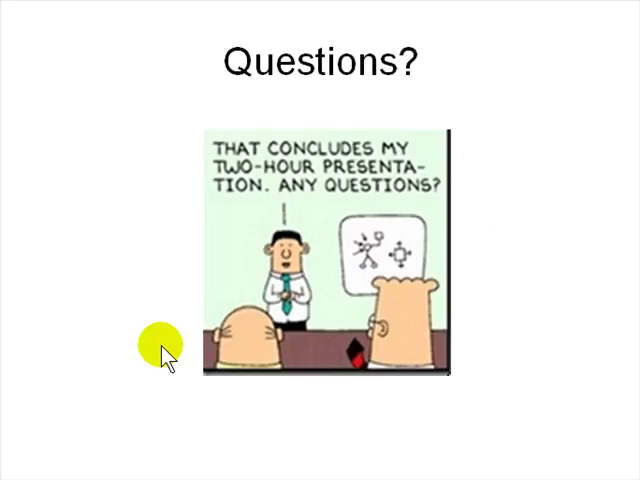 Questions?
THAT CONCLUDES MY
TWO-HOUR PRESENTA-
TION. ANY QUESTIONS?